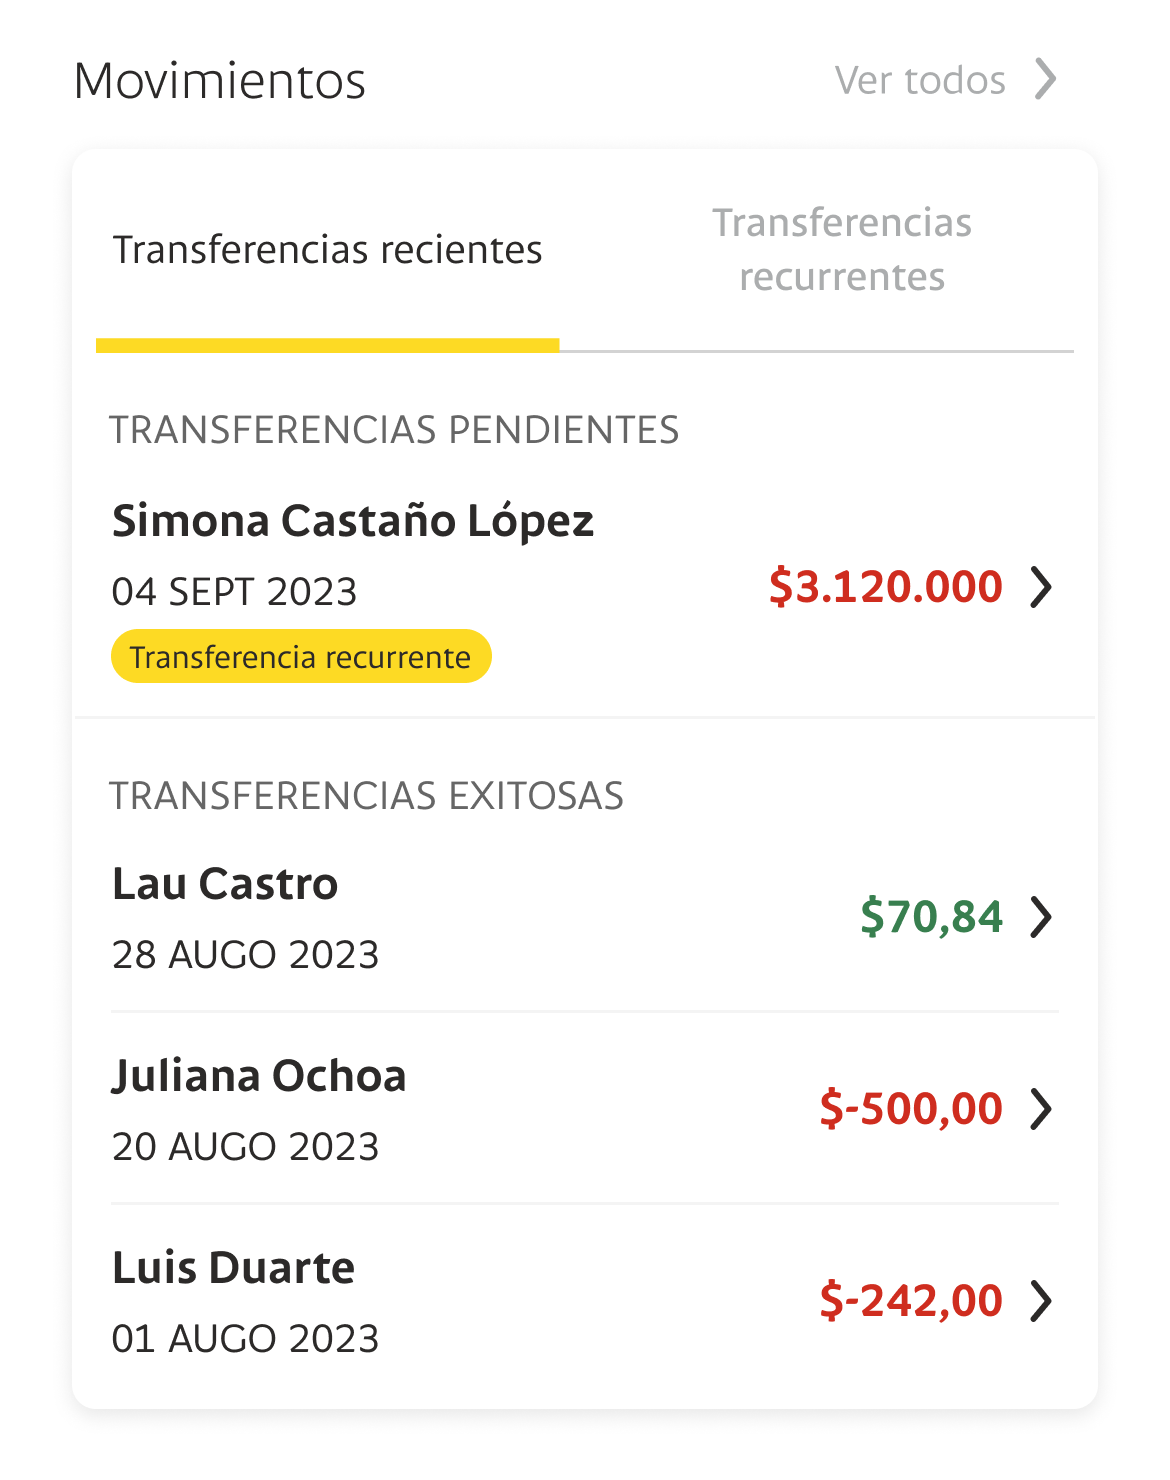 Movimientos
Ver todos
Transferencias recientes
Transferencias
recurrentes
TRANSFERENCIAS PENDIENTES
Simona Castaño López
04 SEPT 2023
$3.120.000
Transferencia recurrente
TRANSFERENCIAS EXITOSAS
Lau Castro
$70,84
28 AUGO 2023
Juliana Ochoa
$-500,00
20 AUGO 2023
Luis Duarte
$-242,00
01 AUGO 2023